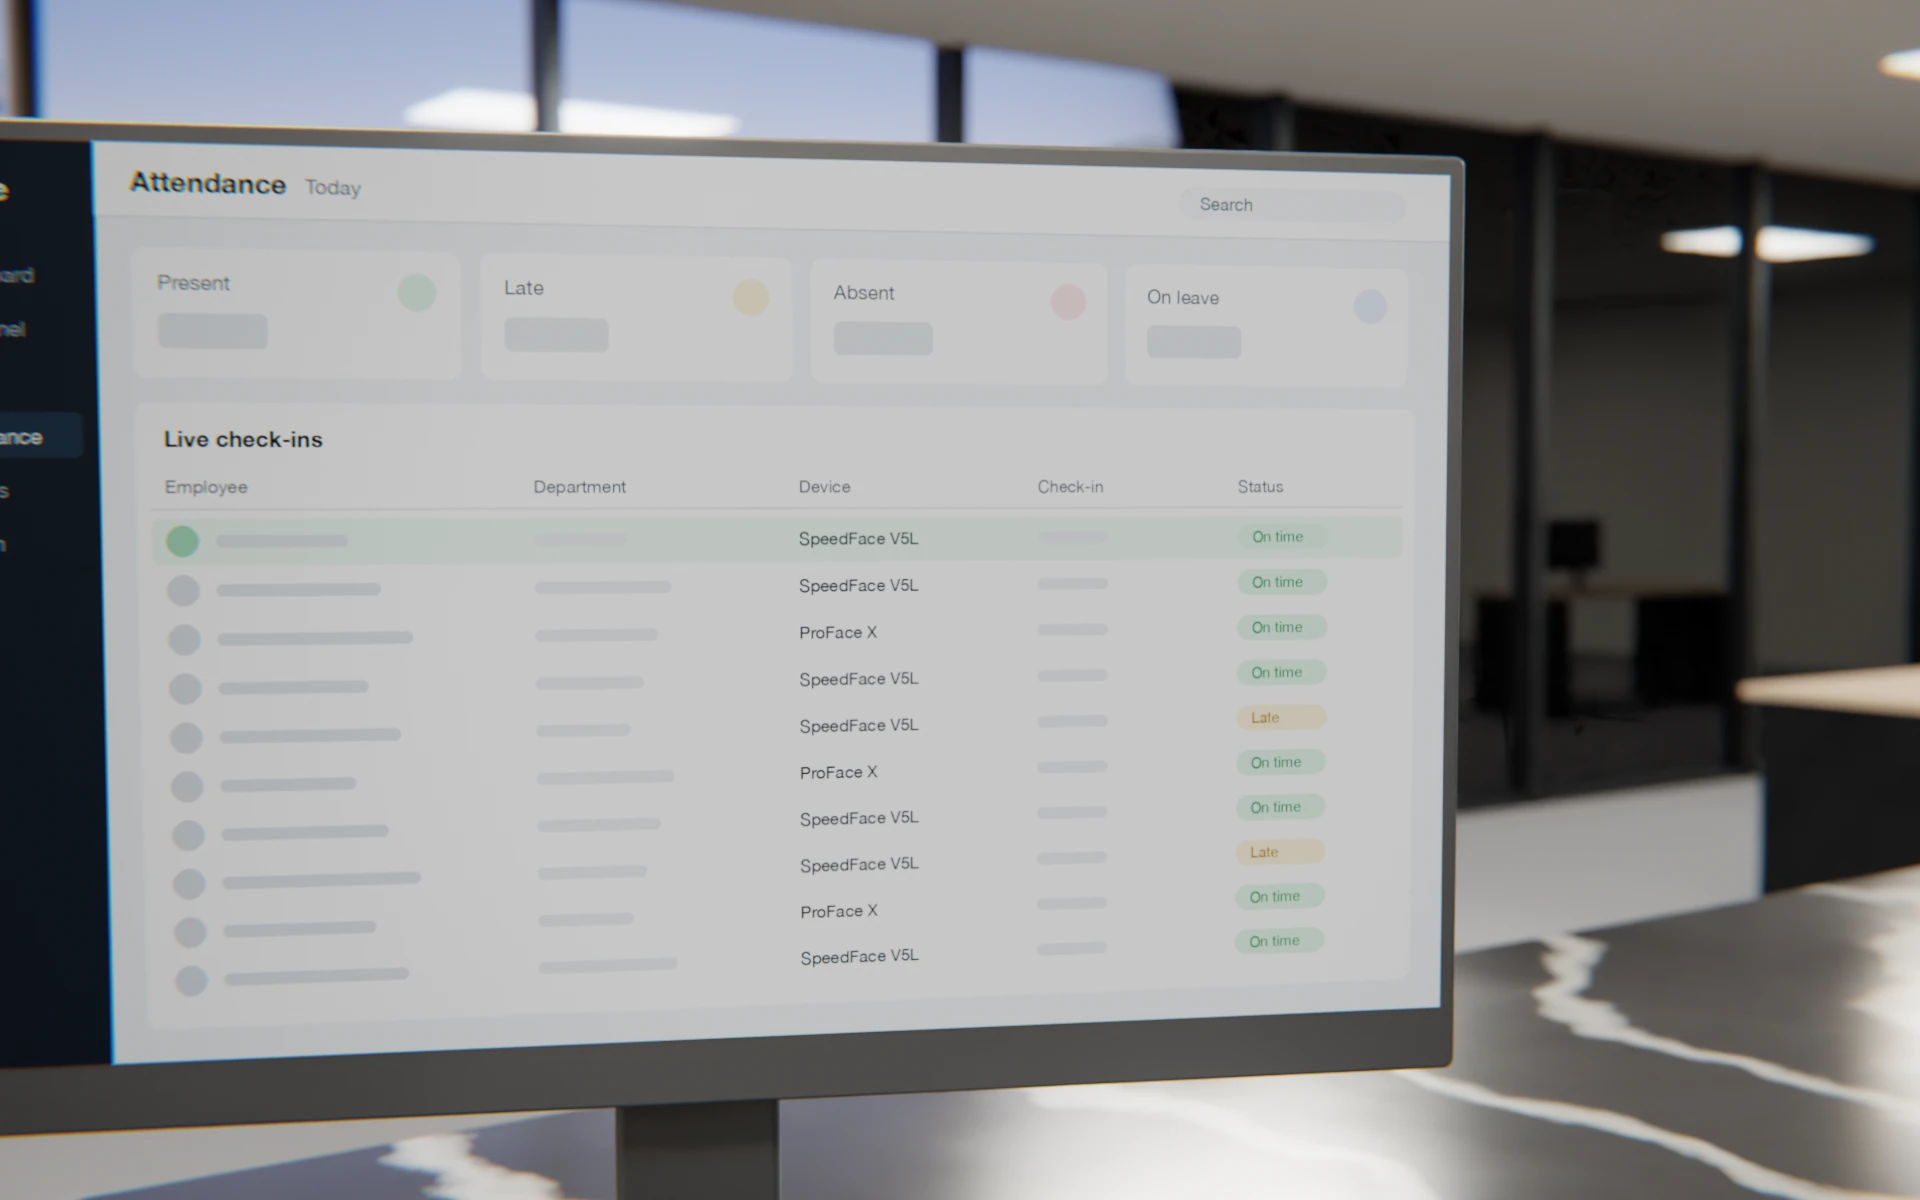 Attendance Today
Search
Present
Late
Absent
On leave
Live check-ins
Employee Department Device Check-in Status
SpeedFace V5L On time
SpeedFace V5L On time
ProFace X On time
SpeedFace V5L On time
SpeedFace V5L Late
ProFace X On time
SpeedFace V5L On time
SpeedFace V5L Late
ProFace X On time
SpeedFace V5L On time